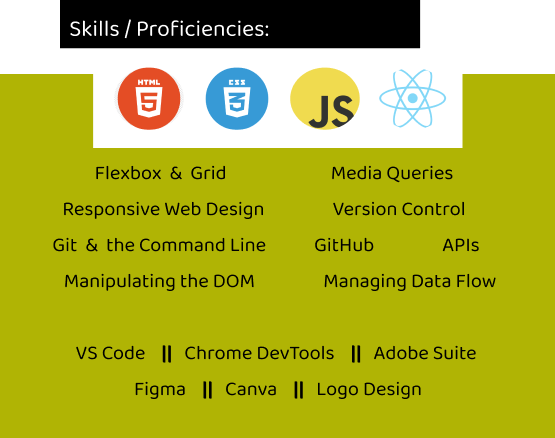 Skills / Proficiencies:
HTML CSS
5 3 JS
Flexbox & Grid Media Queries
Responsive Web Design Version Control
Git & the Command Line GitHub APIs
Manipulating the DOM Managing Data Flow
VS Code || Chrome DevTools || Adobe Suite
Figma || Canva || Logo Design